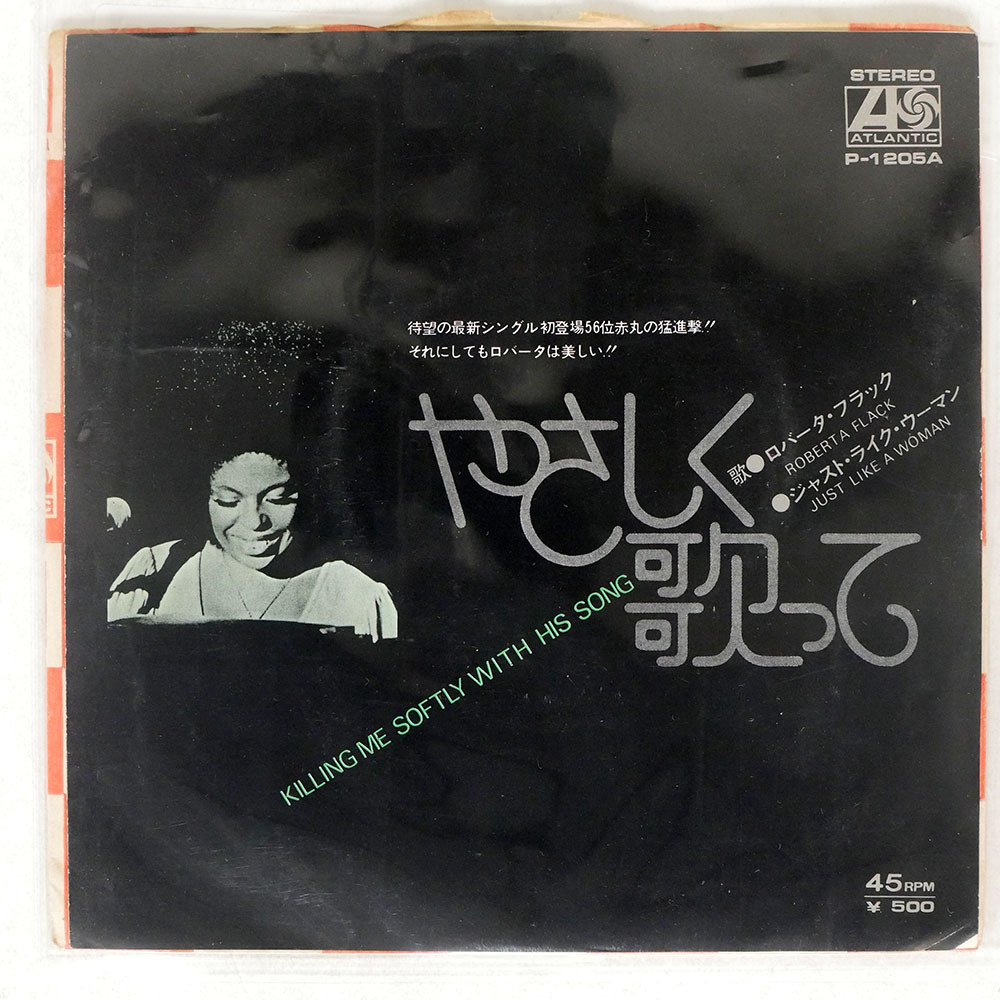 STEREO
ATLANTIC
P-1205A
待望の最新シングル初登場56位赤丸の猛進撃!!
それにしてもロバータは美しい!!
やさしく
歌って
歌●ロバータ・フラック
ROBERTA FLACK
●ジャスト・ライク・ウーマン
JUST LIKE A WOMAN
KILLING ME SOFTLY WITH HIS SONG
45RPM
¥ 500